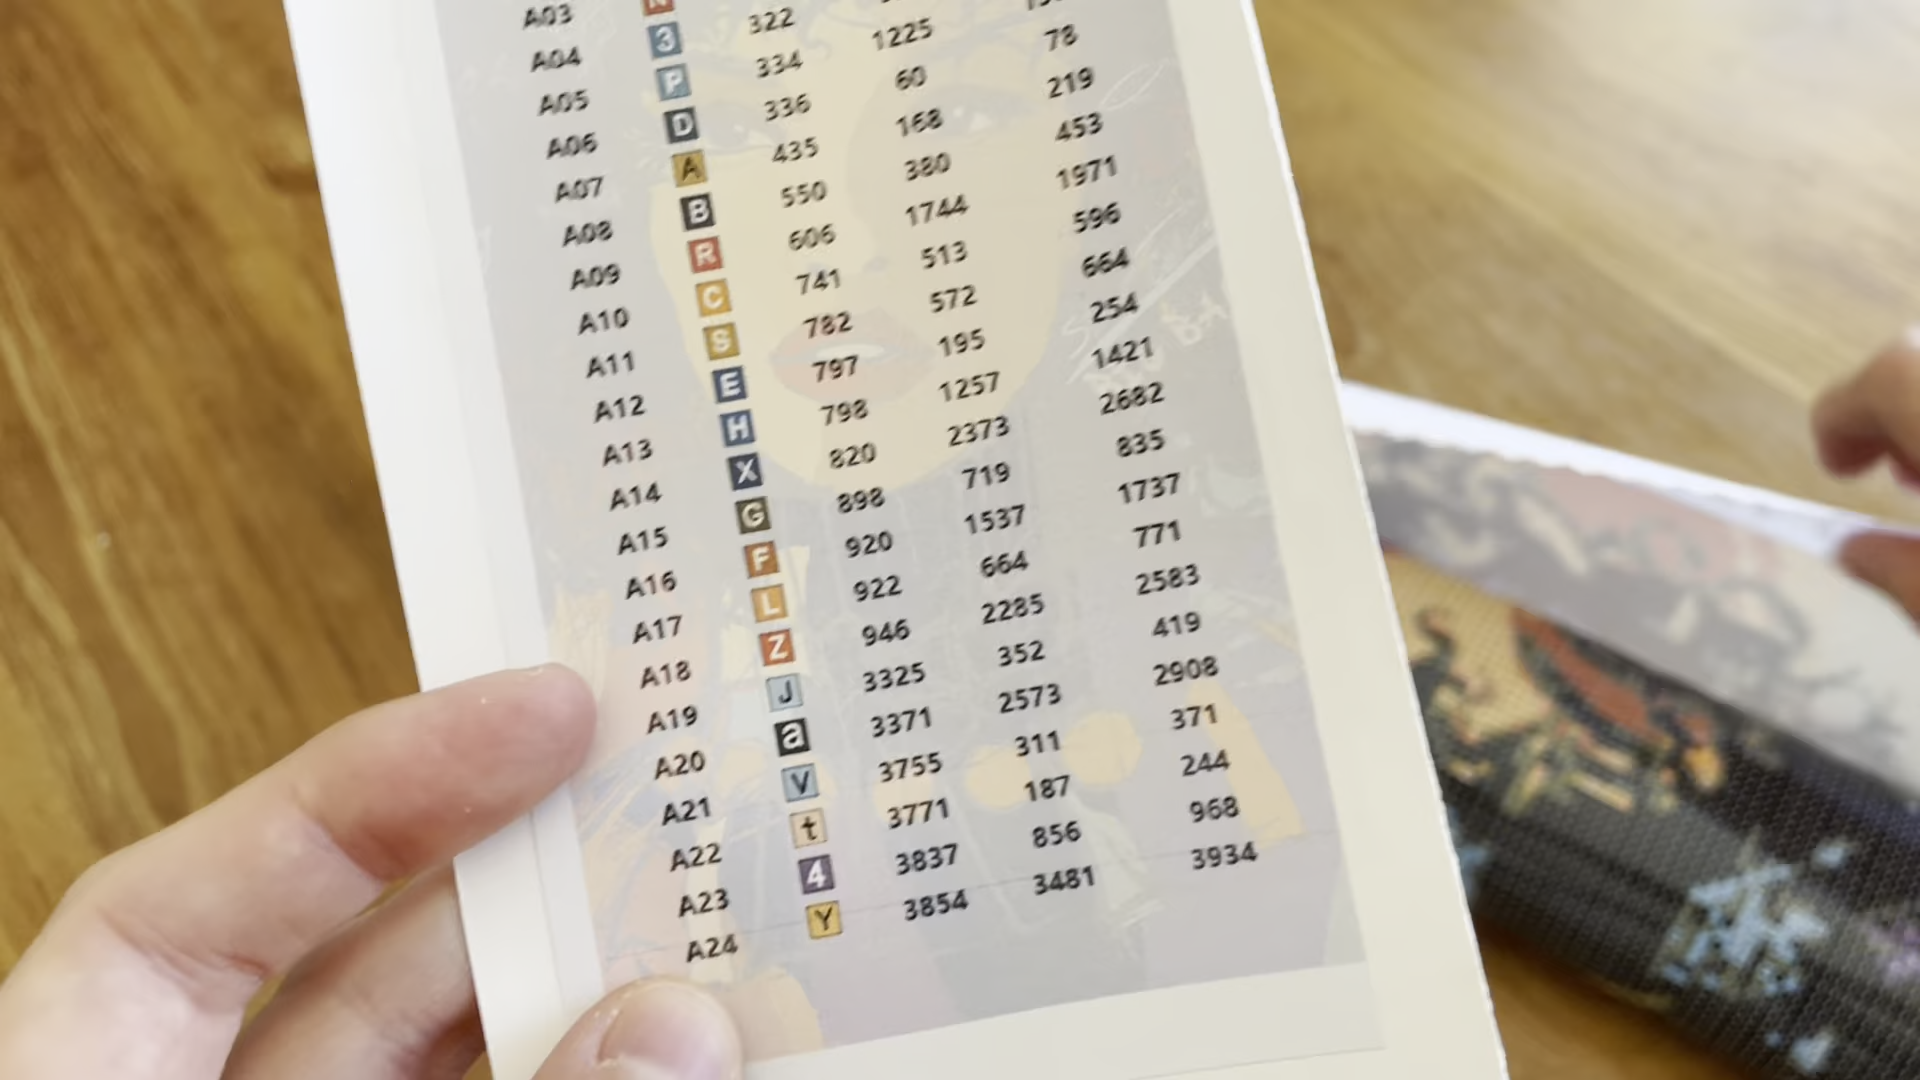 A03
A04 3 322
A05 P 334 1225
A06 D 336 60 78
A07 A 435 168 219
A08 B 550 380 453
A09 R 606 1744 1971
A10 C 741 513 596
A11 S 782 572 664
A12 E 797 195 254
A13 H 798 1257 1421
A14 X 820 2373 2682
A15 G 898 719 835
A16 F 920 1537 1737
A17 L 922 664 771
A18 Z 946 2285 2583
A19 J 3325 352 419
A20 a 3371 2573 2908
A21 V 3755 311 371
A22 t 3771 187 244
A23 4 3837 856 968
A24 Y 3854 3481 3934